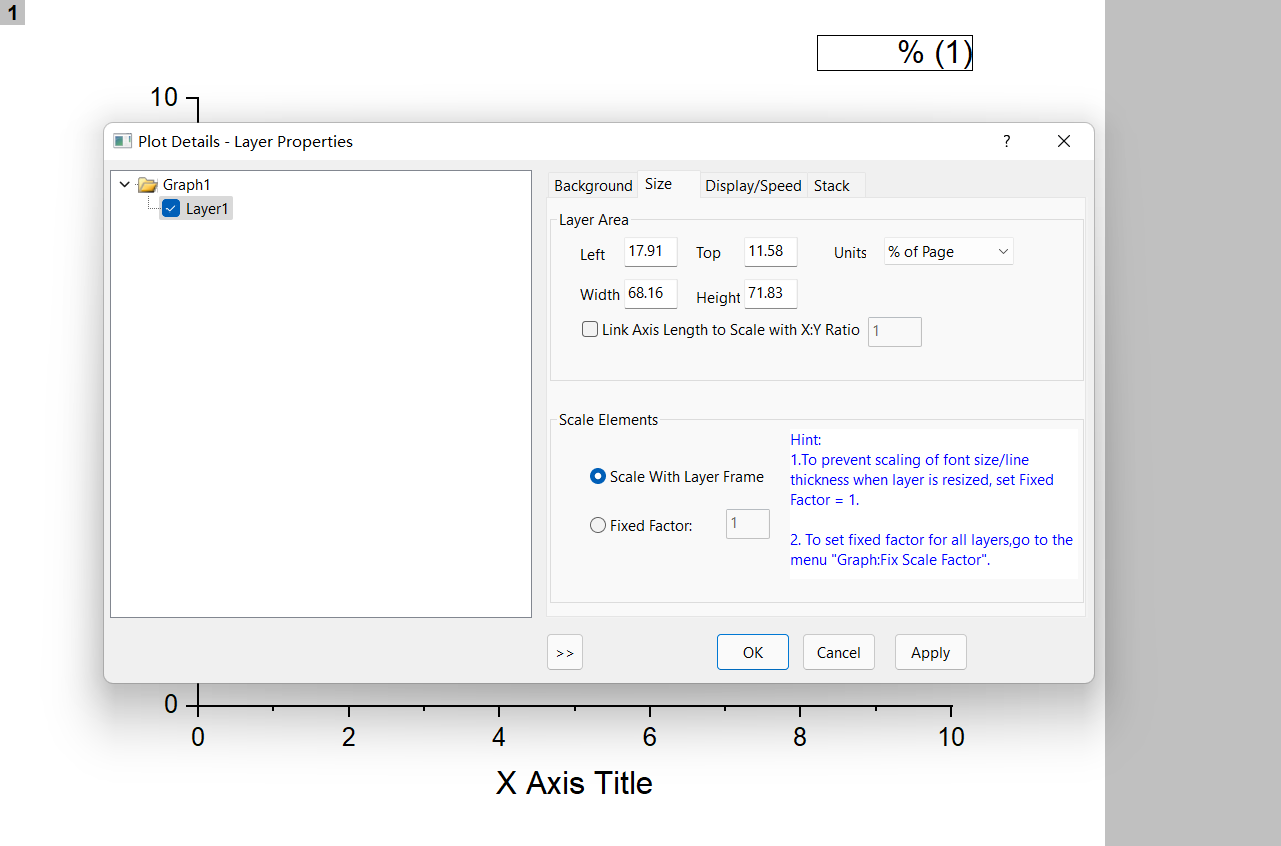 1
% (1)
10
Plot Details - Layer Properties
?
Graph1
Layer1
Background Size Display/Speed Stack
Layer Area
Left 17.91 Top 11.58 Units % of Page
Width 68.16 Height 71.83
Link Axis Length to Scale with X:Y Ratio 1
Scale Elements
Scale With Layer Frame
Fixed Factor: 1
Hint:
1.To prevent scaling of font size/line
thickness when layer is resized, set Fixed
Factor = 1.
2. To set fixed factor for all layers,go to the
menu "Graph:Fix Scale Factor".
>> OK Cancel Apply
0
0 2 4 6 8 10
X Axis Title